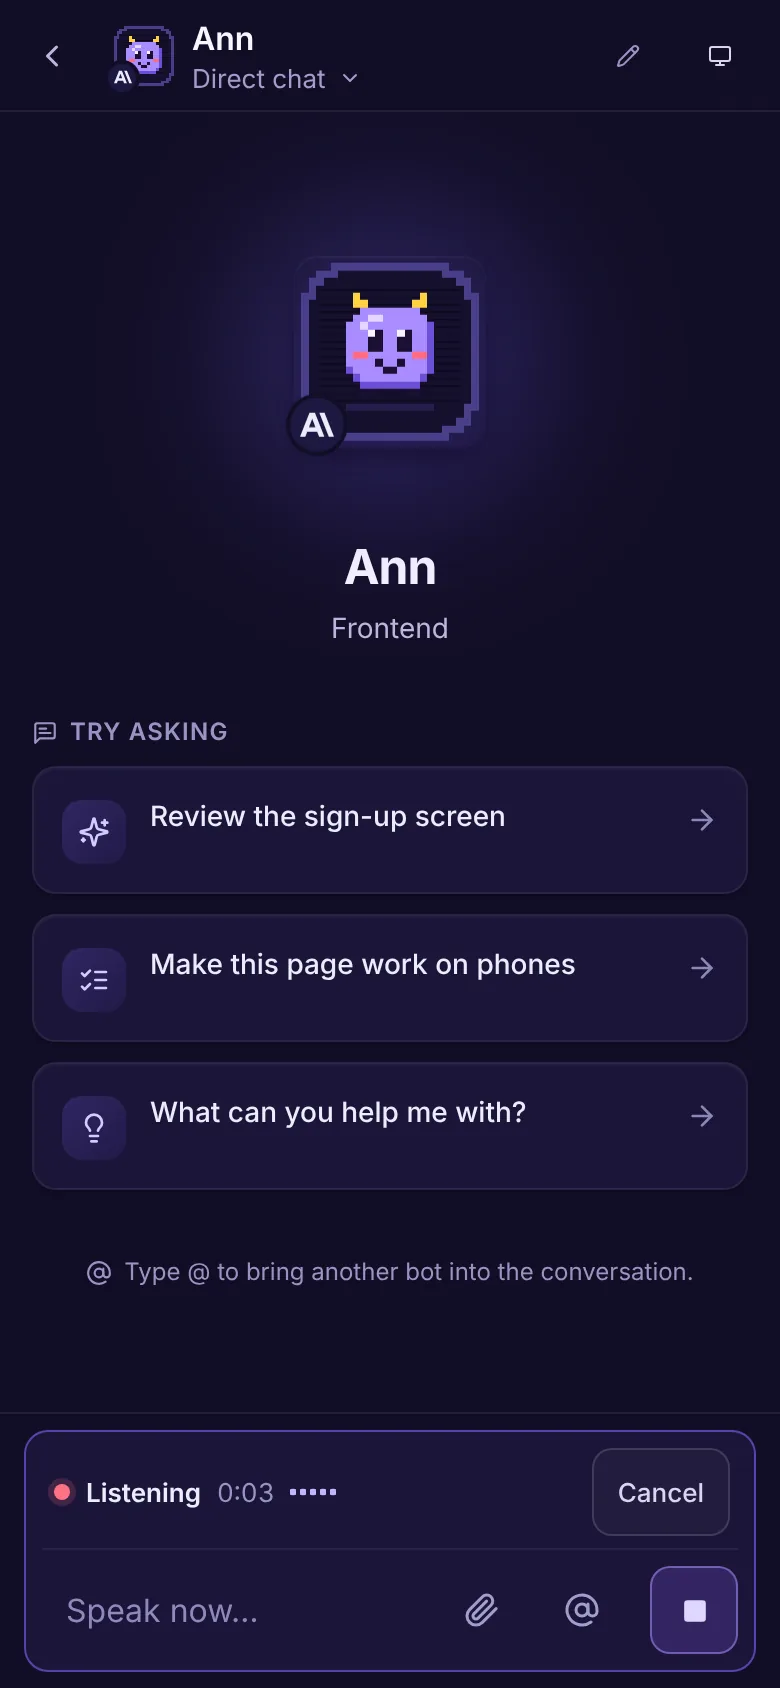 Ann
Direct chat
A\
A\
Ann
Frontend
TRY ASKING
Review the sign-up screen
Make this page work on phones
What can you help me with?
@ Type @ to bring another bot into the conversation.
Listening 0:03
Cancel
Speak now...
@